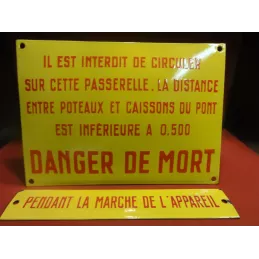 IL EST INTERDIT DE CIRCULER
SUR CETTE PASSERELLE. LA DISTANCE
ENTRE POTEAUX ET CAISSONS DU PONT
EST INFÉRIEURE A 0.500
DANGER DE MORT
PENDANT LA MARCHE DE L'APPAREIL